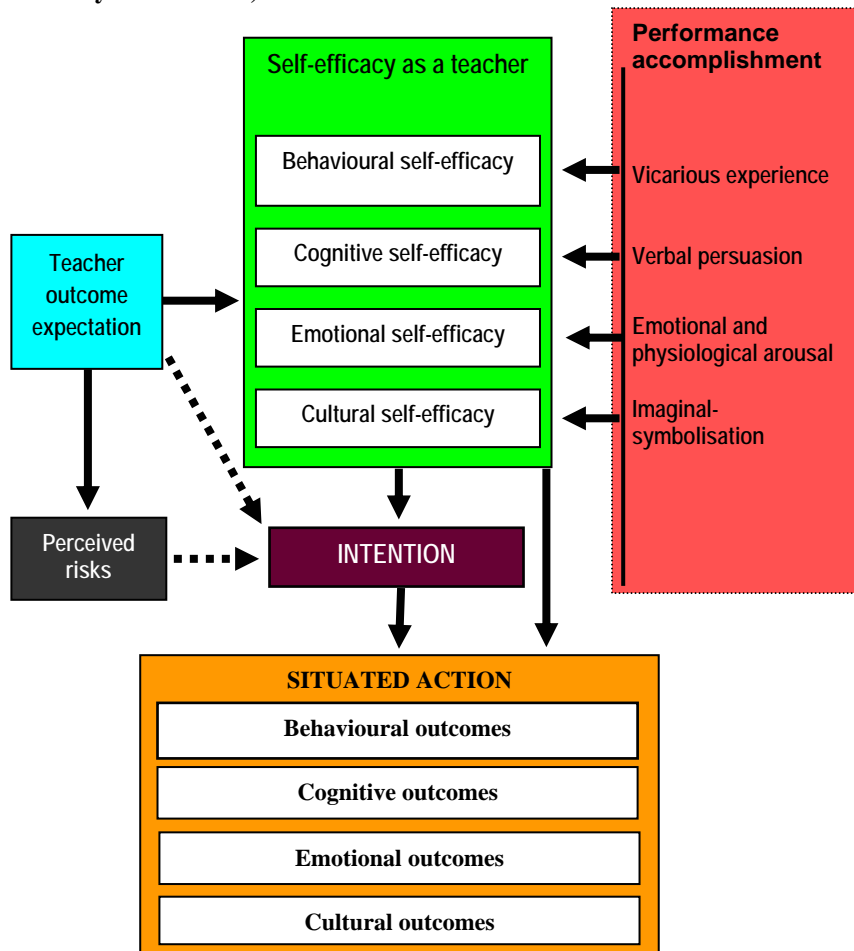 Self-efficacy as a teacher
Behavioural self-efficacy
Cognitive self-efficacy
Emotional self-efficacy
Cultural self-efficacy
Performance
accomplishment
Vicarious experience
Verbal persuasion
Emotional and
physiological arousal
Imaginal-
symbolisation
Teacher
outcome
expectation
Perceived
risks
INTENTION
SITUATED ACTION
Behavioural outcomes
Cognitive outcomes
Emotional outcomes
Cultural outcomes